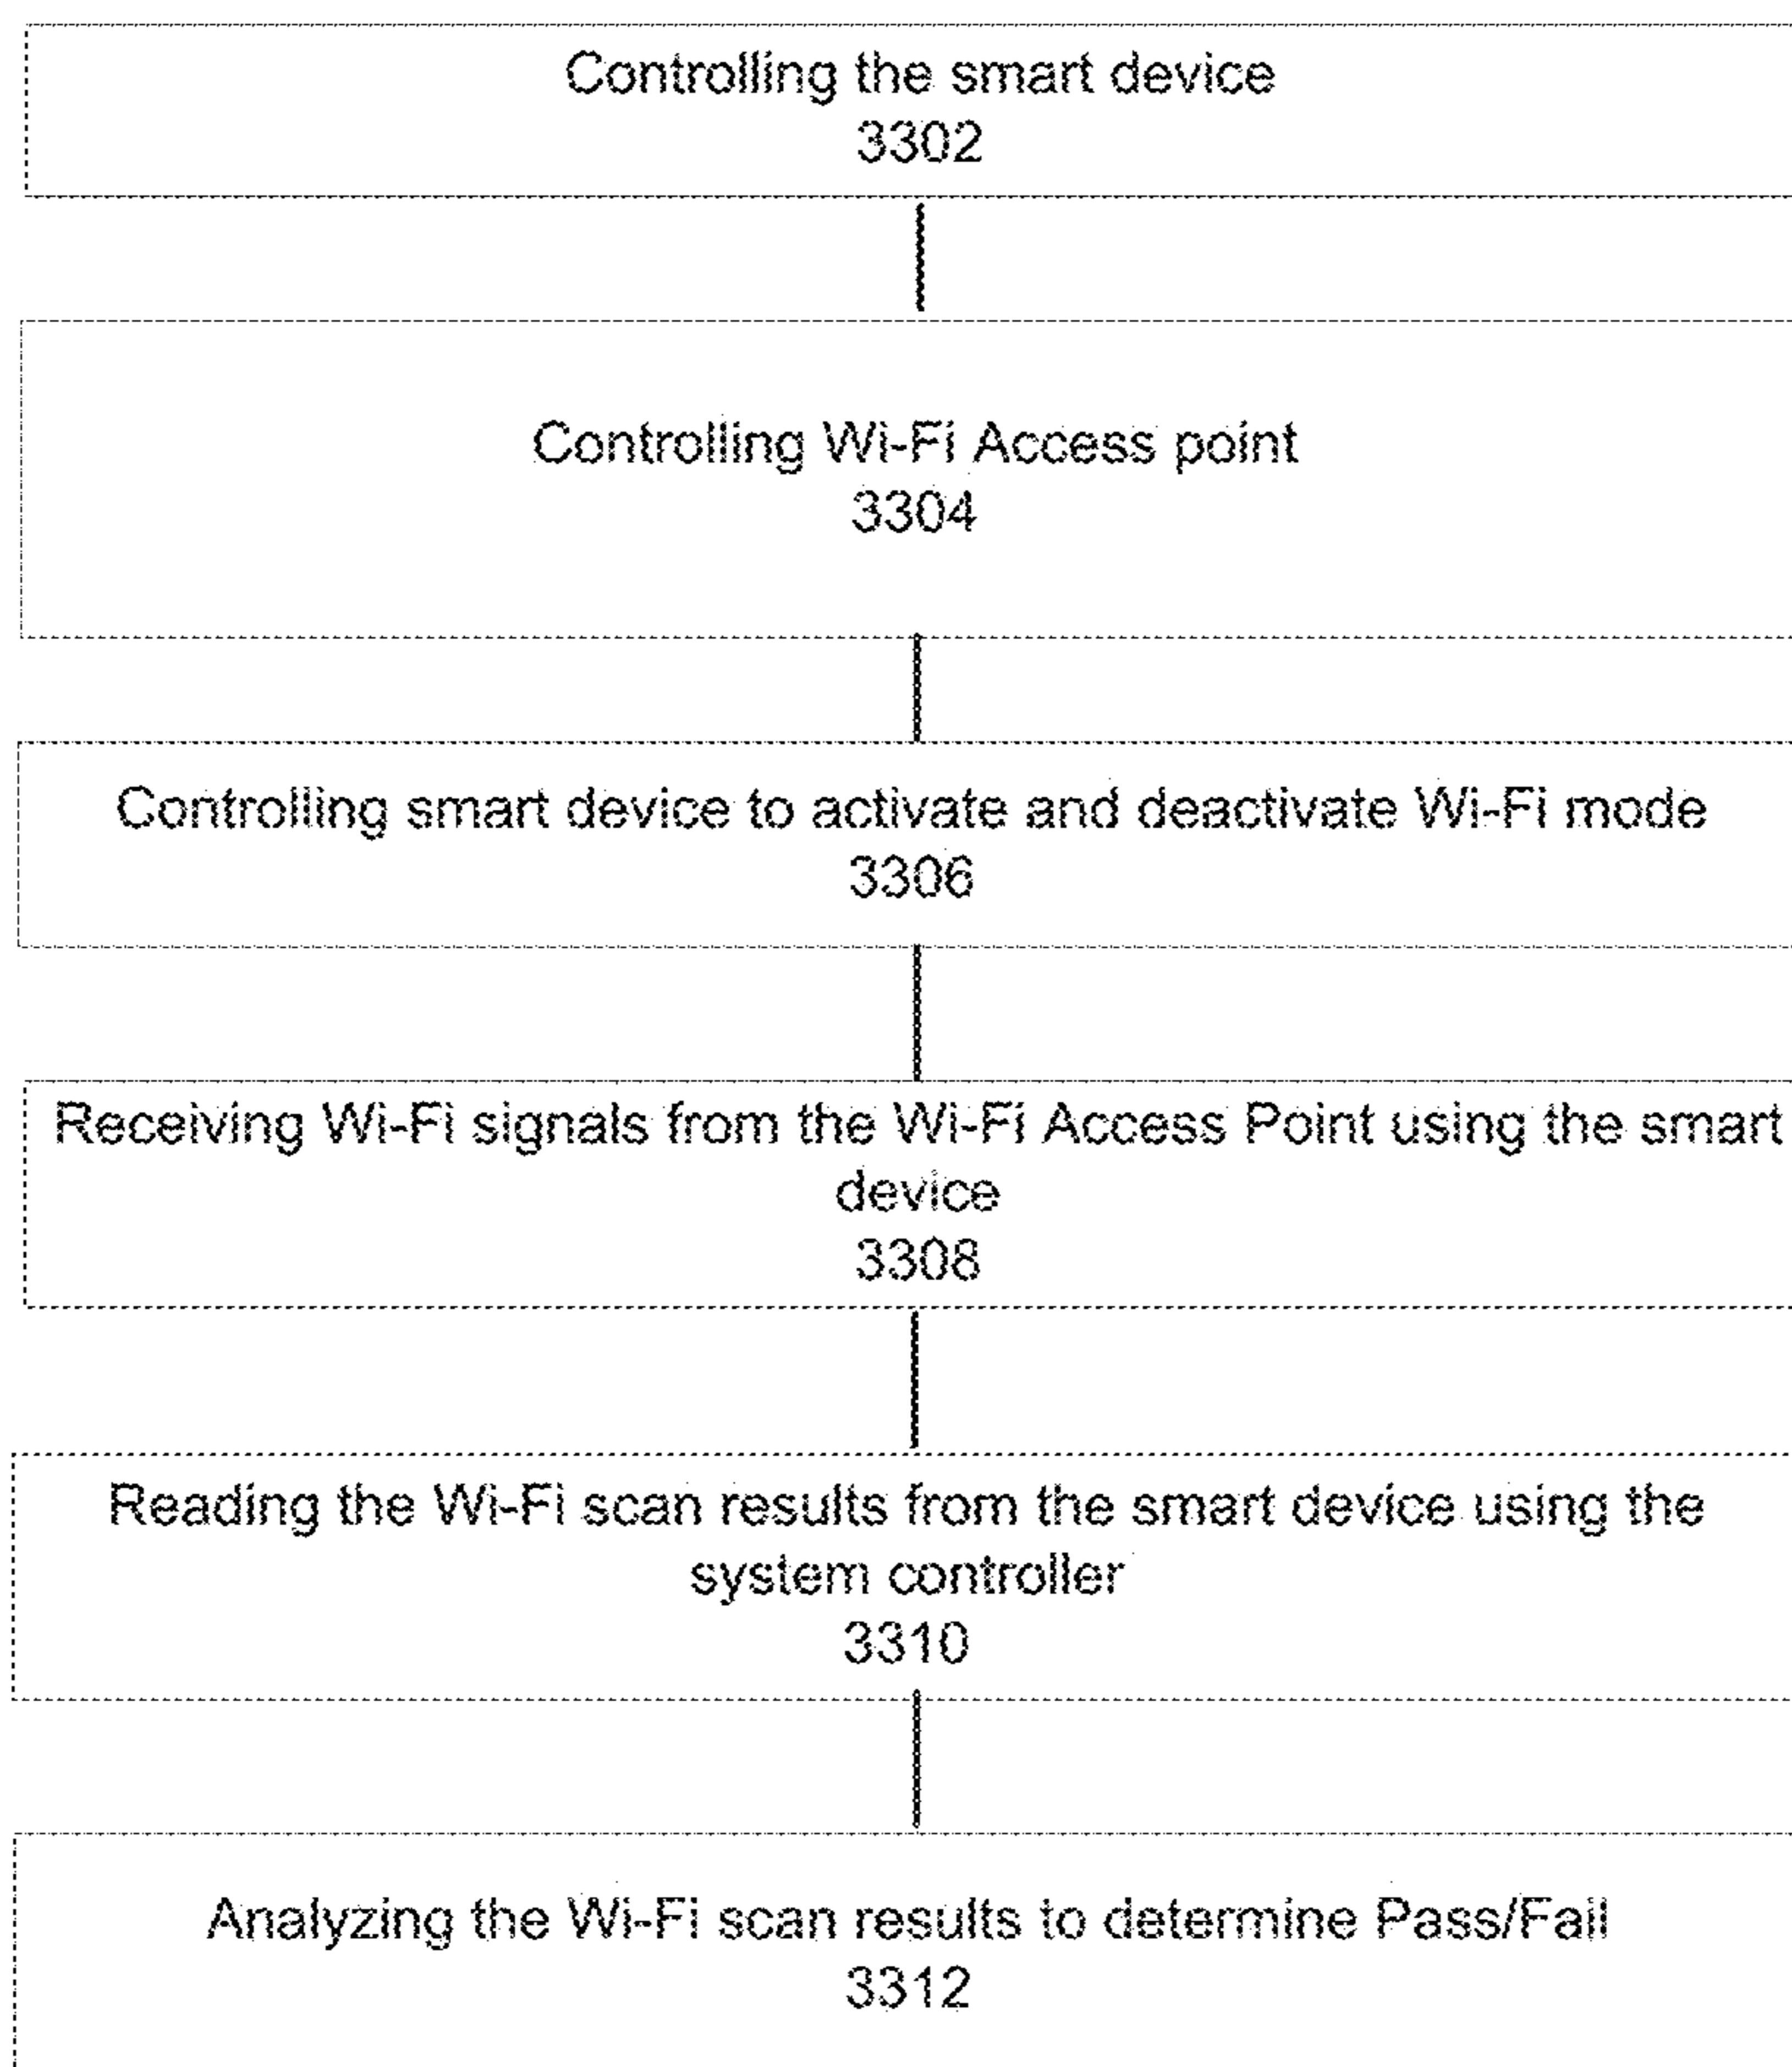 Controlling the smart device
3302
Controlling Wi-Fi Access point
3304
Controlling smart device to activate and deactivate Wi-Fi mode
3306
Receiving Wi-Fi signals from the Wi-Fi Access Point using the smart
device
3308
Reading the Wi-Fi scan results from the smart device using the
system controller
3310
Analyzing the Wi-Fi scan results to determine Pass/Fail
3312